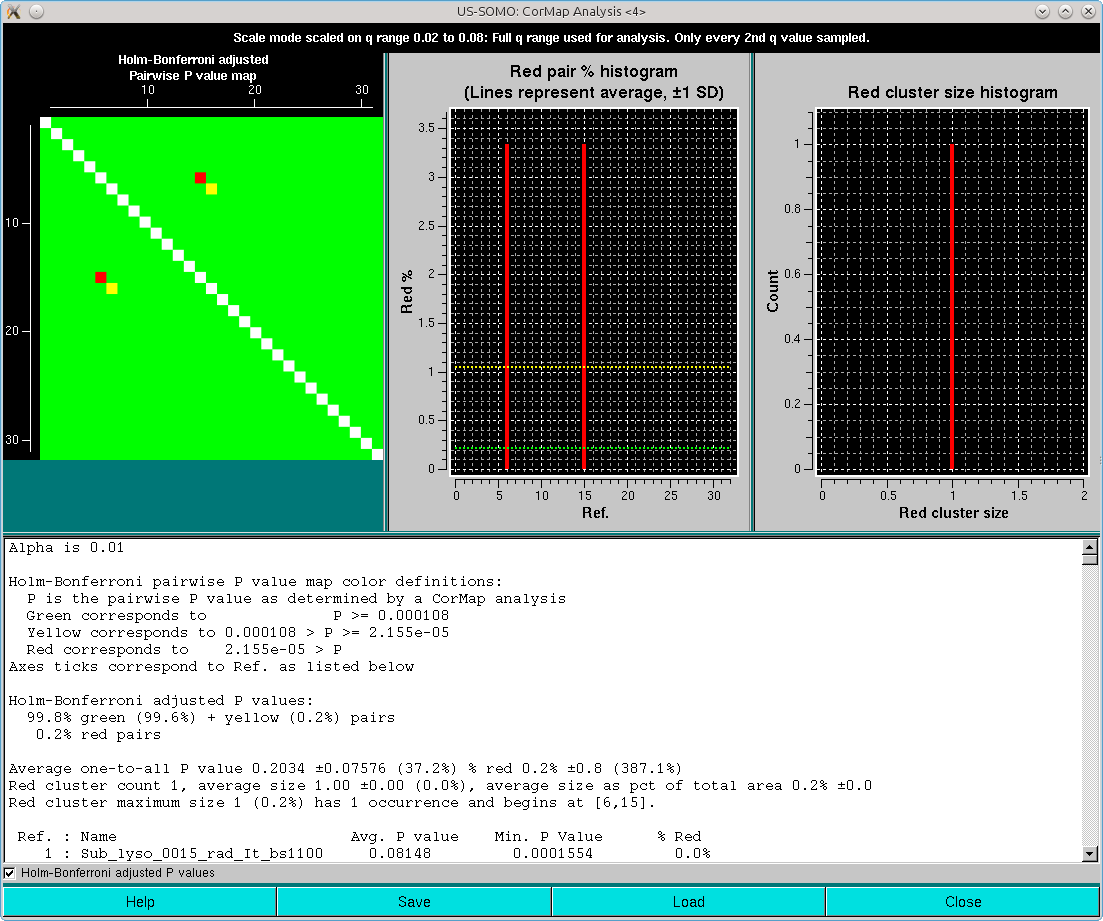 US-SOMO: CorMap Analysis <4>
Scale mode scaled on q range 0.02 to 0.08: Full q range used for analysis. Only every 2nd q value sampled.
Holm-Bonferroni adjusted
Pairwise P value map
10 20 30
10
20
30
Red pair % histogram
(Lines represent average, ±1 SD)
Red %
3.5
3
2.5
2
1.5
1
0.5
0
0 5 10 15 20 25 30
Ref.
Red cluster size histogram
Count
1
0.8
0.6
0.4
0.2
0
0 0.5 1 1.5 2
Red cluster size
Alpha is 0.01
Holm-Bonferroni pairwise P value map color definitions:
P is the pairwise P value as determined by a CorMap analysis
Green corresponds to P >= 0.000108
Yellow corresponds to 0.000108 > P >= 2.155e-05
Red corresponds to 2.155e-05 > P
Axes ticks correspond to Ref. as listed below
Holm-Bonferroni adjusted P values:
99.8% green (99.6%) + yellow (0.2%) pairs
0.2% red pairs
Average one-to-all P value 0.2034 ±0.07576 (37.2%) % red 0.2% ±0.8 (387.1%)
Red cluster count 1, average size 1.00 ±0.00 (0.0%), average size as pct of total area 0.2% ±0.0
Red cluster maximum size 1 (0.2%) has 1 occurrence and begins at [6,15].
Ref. : Name Avg. P value Min. P Value % Red
1 : Sub_lyso_0015_rad_It_bs1100 0.08148 0.0001554 0.0%
Holm-Bonferroni adjusted P values
Help Save Load Close